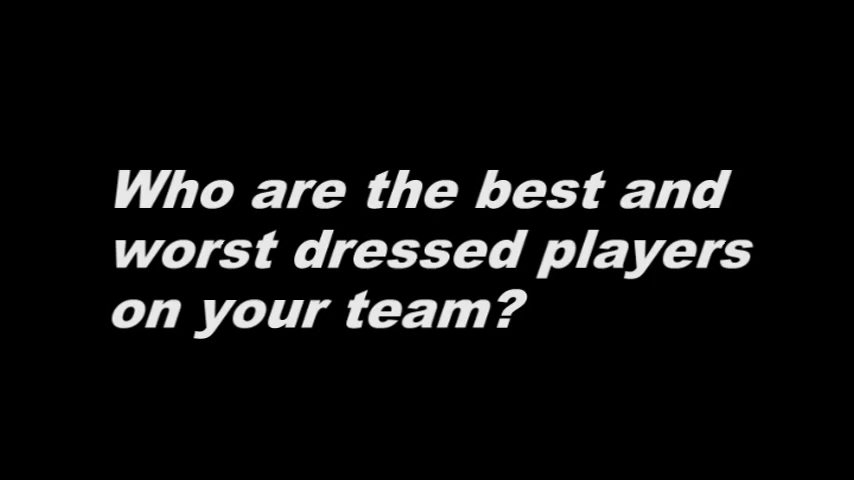 Who are the best and
worst dressed players
on your team?